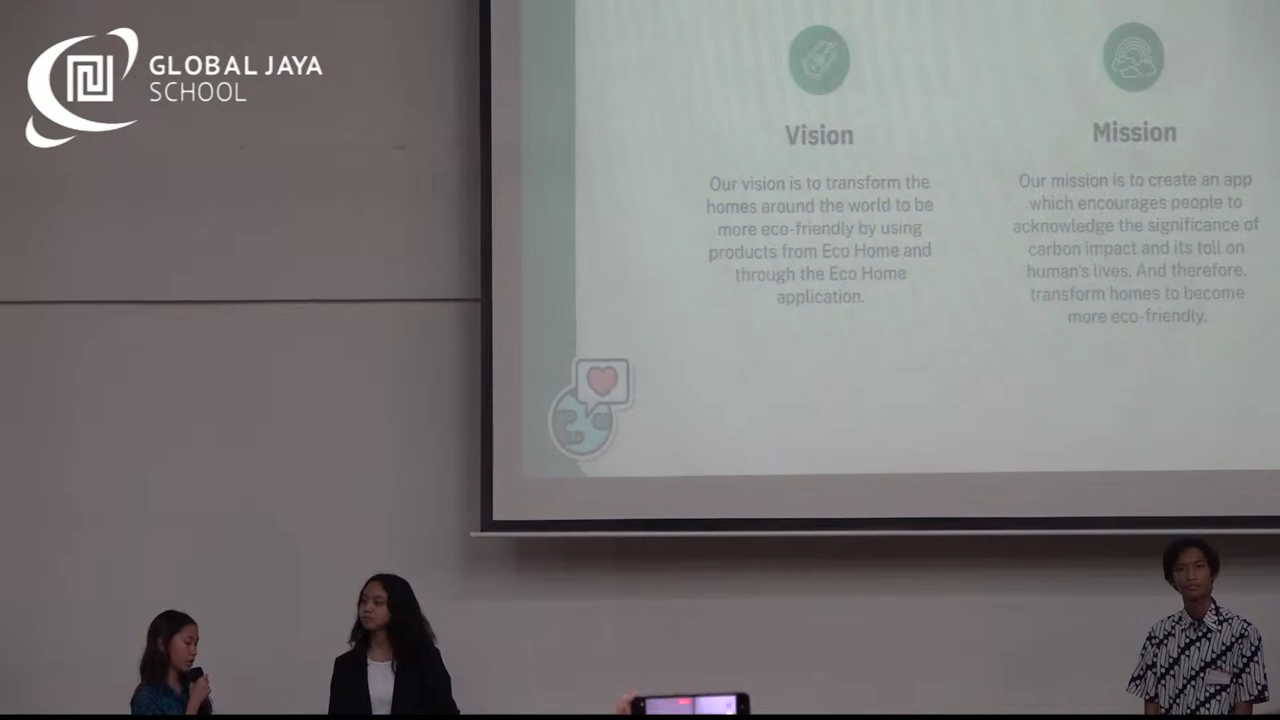 GLOBAL JAYA
SCHOOL
Vision
Our vision is to transform the
homes around the world to be
more eco-friendly by using
products from Eco Home and
through the Eco Home
application.
Mission
Our mission is to create an app
which encourages people to
acknowledge the significance of
carbon impact and its toll on
human's lives. And therefore,
transform homes to become
more eco-friendly.